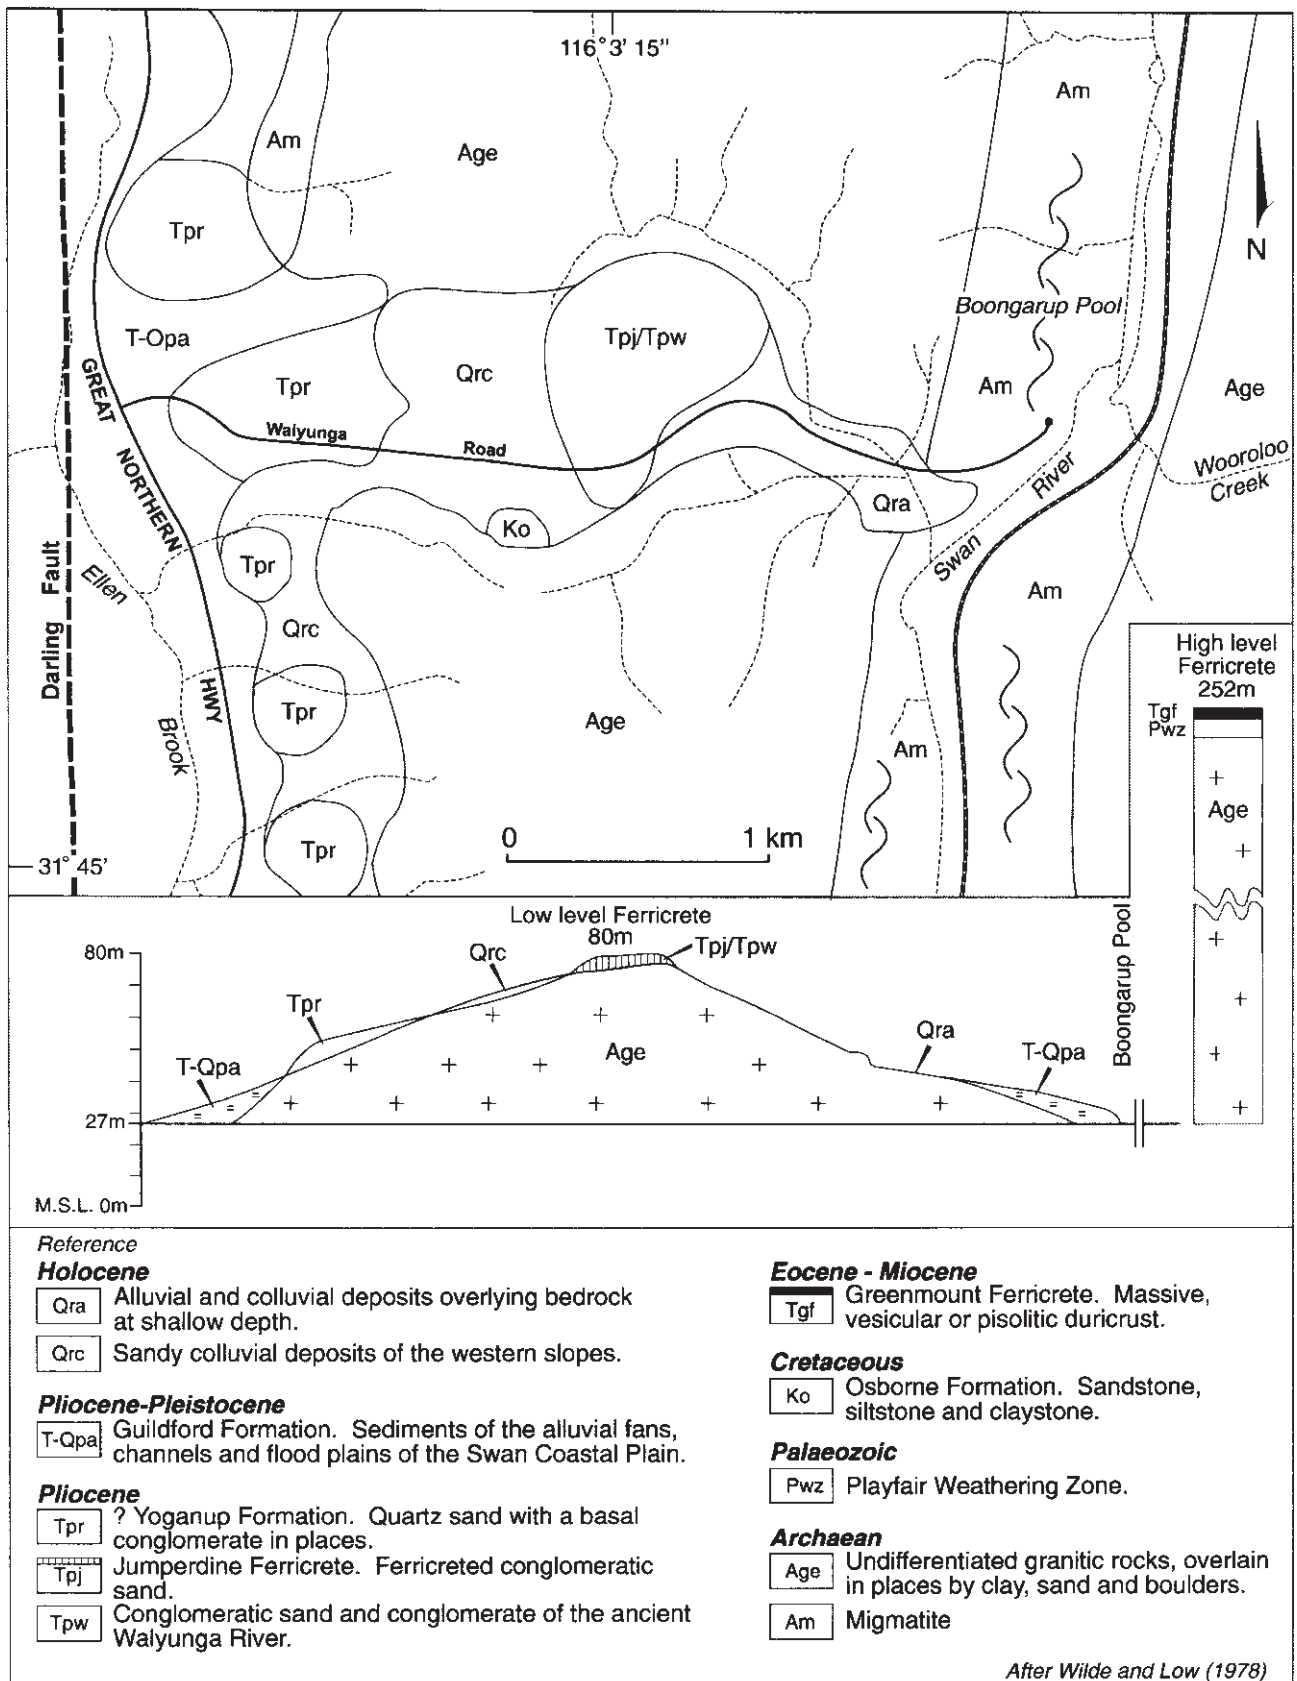 116° 3' 15"
Am
Am
Age
Tpr
N
Boongarup Pool
T-Opa
Tpj/Tpw
Qrc
Tpr
Am
Age
GREAT NORTHERN HWY
Walyunga Road
Wooroloo
Creek
River
Qra
Ko
Swan
Tpr
Darling Fault
Ellen
Am
Qrc
High level
Ferricrete
252m
Tgf
Pwz
Tpr
Age
Am
Brook
Age
0 1 km
Tpr
31° 45'
Low level Ferricrete
80m
80m
Qrc
Tpj/Tpw
Boongarup Pool
Tpr
Age
Qra
T-Qpa
T-Qpa
27m
M.S.L. 0m
Reference
Holocene
Qra Alluvial and colluvial deposits overlying bedrock
at shallow depth.
Qrc Sandy colluvial deposits of the western slopes.
Pliocene-Pleistocene
T-Qpa Guildford Formation. Sediments of the alluvial fans,
channels and flood plains of the Swan Coastal Plain.
Pliocene
Tpr ? Yoganup Formation. Quartz sand with a basal
conglomerate in places.
Tpj Jumperdine Ferricrete. Ferricreted conglomeratic
sand.
Tpw Conglomeratic sand and conglomerate of the ancient
Walyunga River.
Eocene - Miocene
Tgf Greenmount Ferricrete. Massive,
vesicular or pisolitic duricrust.
Cretaceous
Ko Osborne Formation. Sandstone,
siltstone and claystone.
Palaeozoic
Pwz Playfair Weathering Zone.
Archaean
Age Undifferentiated granitic rocks, overlain
in places by clay, sand and boulders.
Am Migmatite
After Wilde and Low (1978)